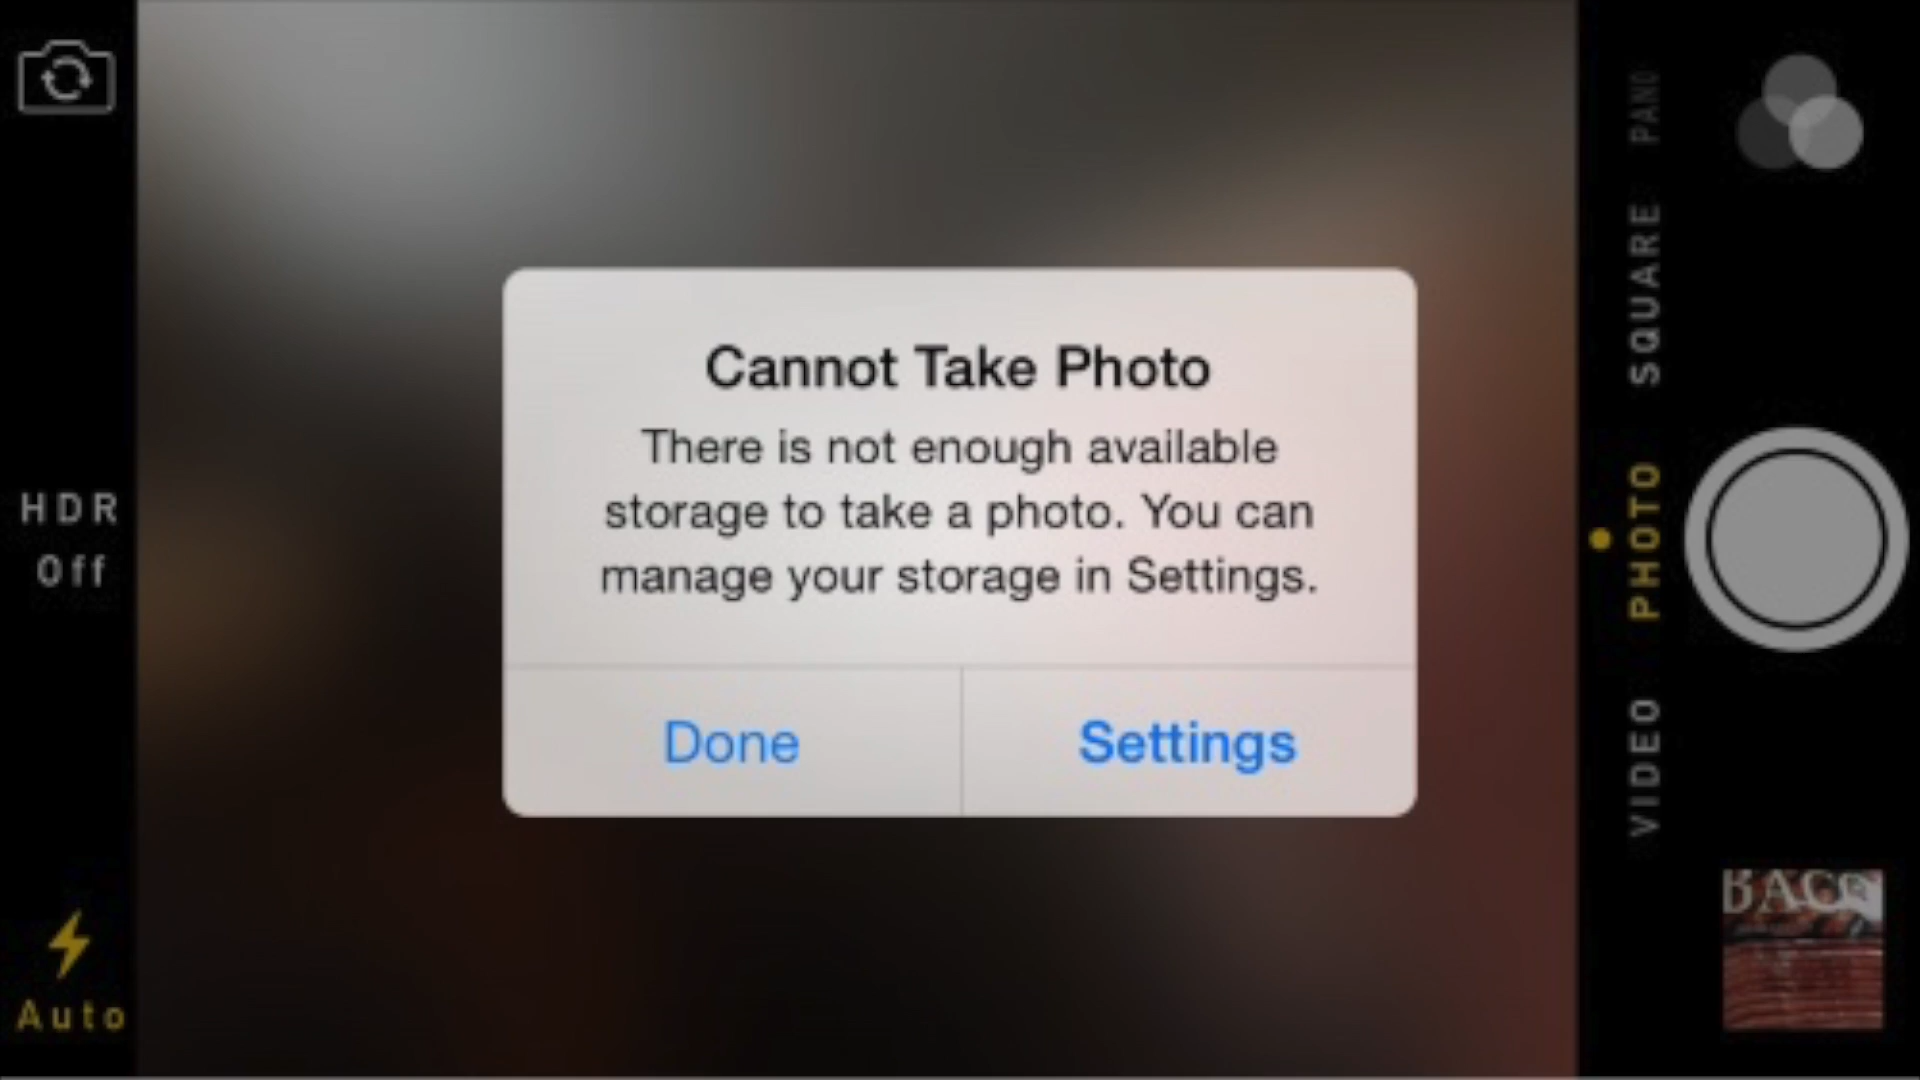 HDR
Off
Auto
Cannot Take Photo
There is not enough available
storage to take a photo. You can
manage your storage in Settings.
Done
Settings
PANO
SQUARE
PHOTO
VIDEO
BACO